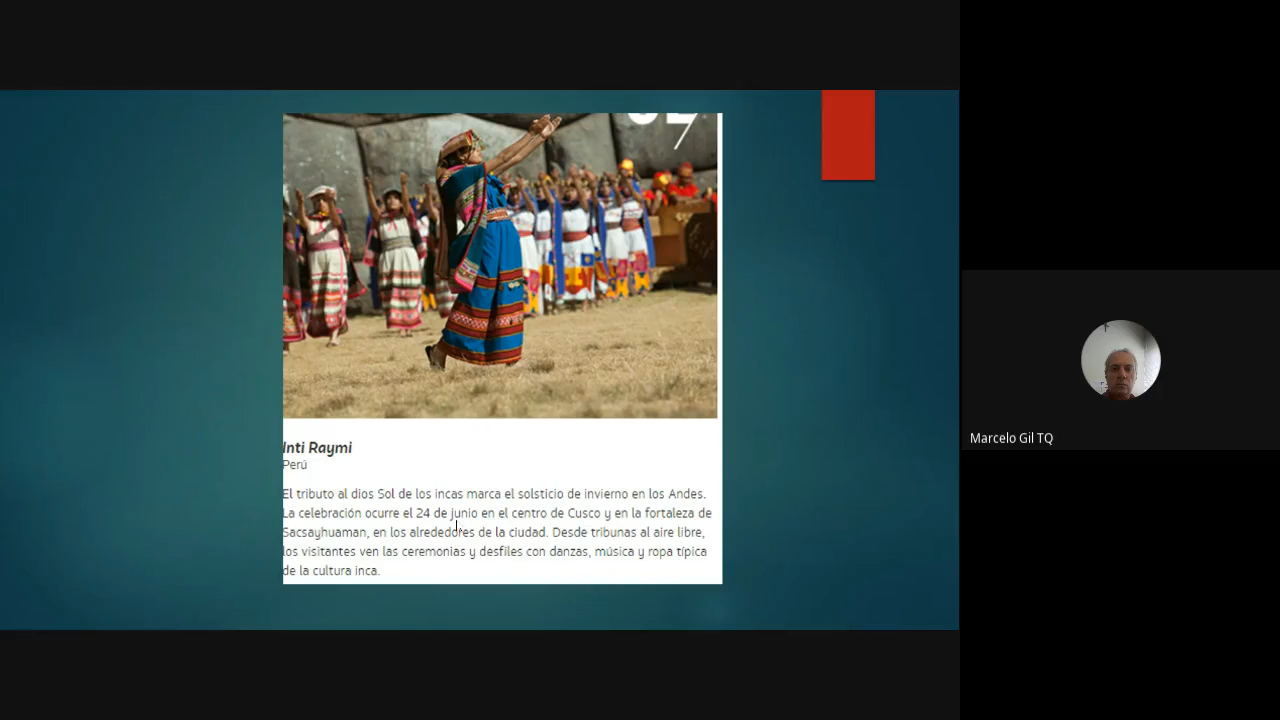 Inti Raymi
Perú
El tributo al dios Sol de los incas marca el solsticio de invierno en los Andes.
La celebración ocurre el 24 de junio en el centro de Cusco y en la fortaleza de
Sacsayhuaman, en los alrededores de la ciudad. Desde tribunas al aire libre,
los visitantes ven las ceremonias y desfiles con danzas, música y ropa típica
de la cultura inca.
Marcelo Gil TQ